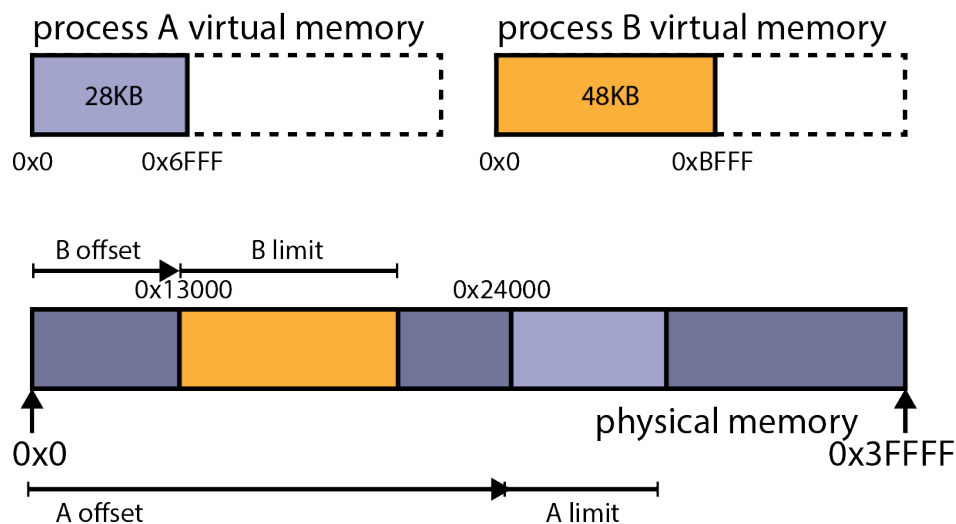 process A virtual memory
process B virtual memory
28KB
48KB
0x0
0x6FFF
0x0
0xBFFF
B offset
B limit
0x13000
0x24000
physical memory
0x0
0x3FFFF
A offset
A limit